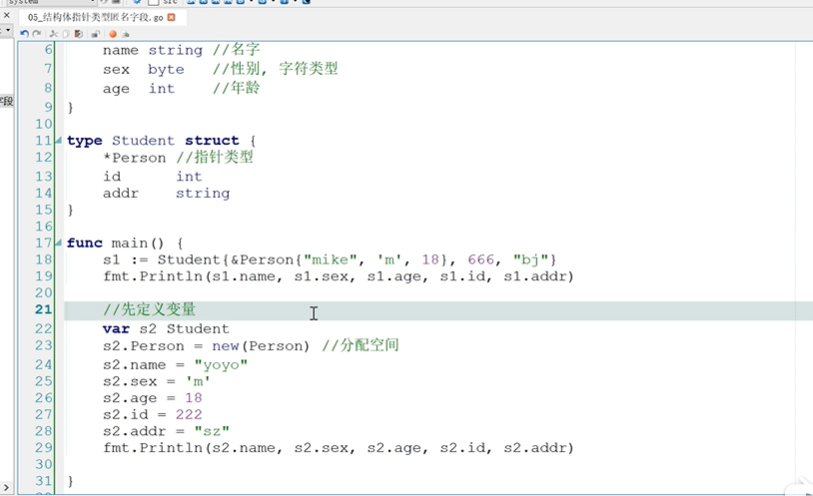 system
src
05_结构体指针类型匿名字段.go
字段
6 name string //名字
7 sex byte //性别, 字符类型
8 age int //年龄
9 }
10
11 type Student struct {
12 *Person //指针类型
13 id int
14 addr string
15 }
16
17 func main() {
18 s1 := Student{&Person{"mike", 'm', 18}, 666, "bj"}
19 fmt.Println(s1.name, s1.sex, s1.age, s1.id, s1.addr)
20
21 //先定义变量
22 var s2 Student
23 s2.Person = new(Person) //分配空间
24 s2.name = "yoyo"
25 s2.sex = 'm'
26 s2.age = 18
27 s2.id = 222
28 s2.addr = "sz"
29 fmt.Println(s2.name, s2.sex, s2.age, s2.id, s2.addr)
30
31 }